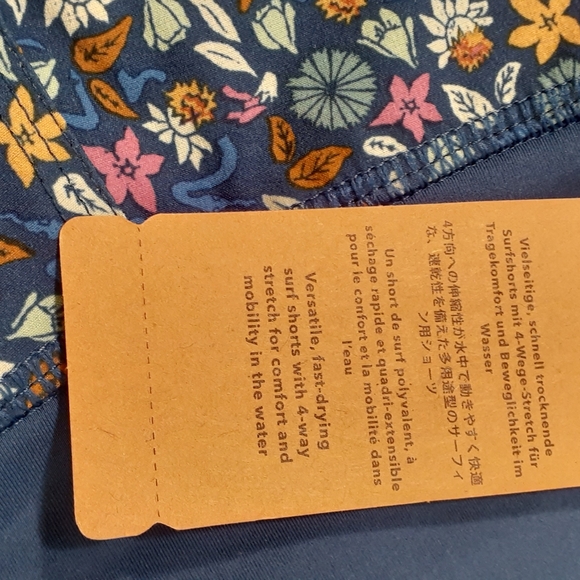 Versatile, fast-drying
surf shorts with 4-way
stretch for comfort and
mobility in the water
Un short de surf polyvalent, à
séchage rapide et quadri-extensible
pour le confort et la mobilité dans
l'eau
4方向への伸縮性が水中で動きやすく快適
な、速乾性を備えた多用途型のサーフィ
ン用ショーツ
Vielseitige, schnell trocknende
Surfshorts mit 4-Wege-Stretch für
Tragekomfort und Beweglichkeit im
Wasser